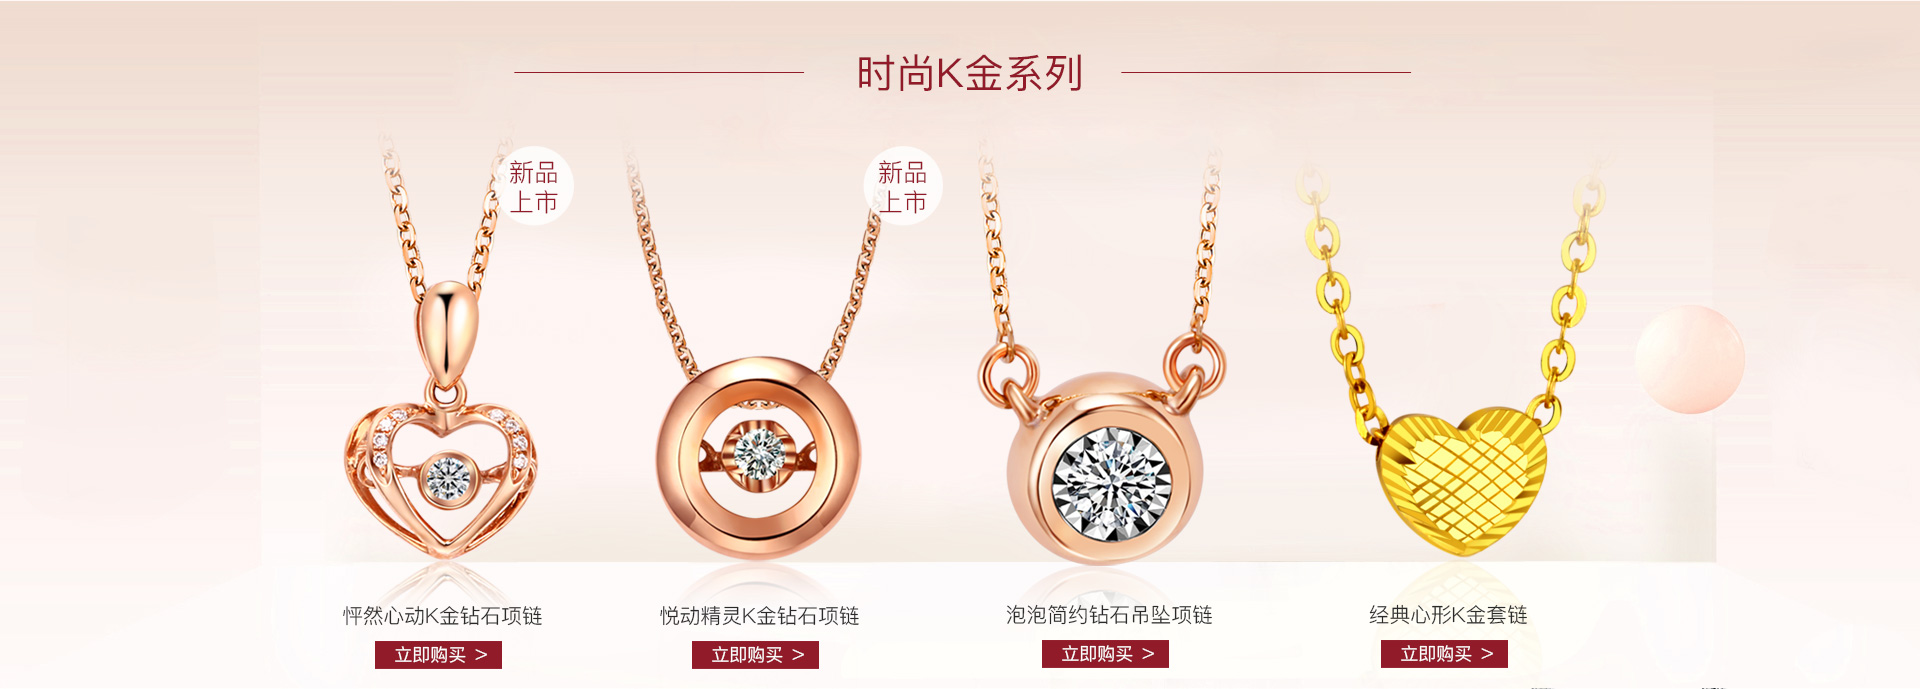 时尚K金系列
新品
上市
新品
上市
怦然心动K金钻石项链
悦动精灵K金钻石项链
泡泡简约钻石吊坠项链
经典心形K金套链
立即购买 >
立即购买 >
立即购买 >
立即购买 >